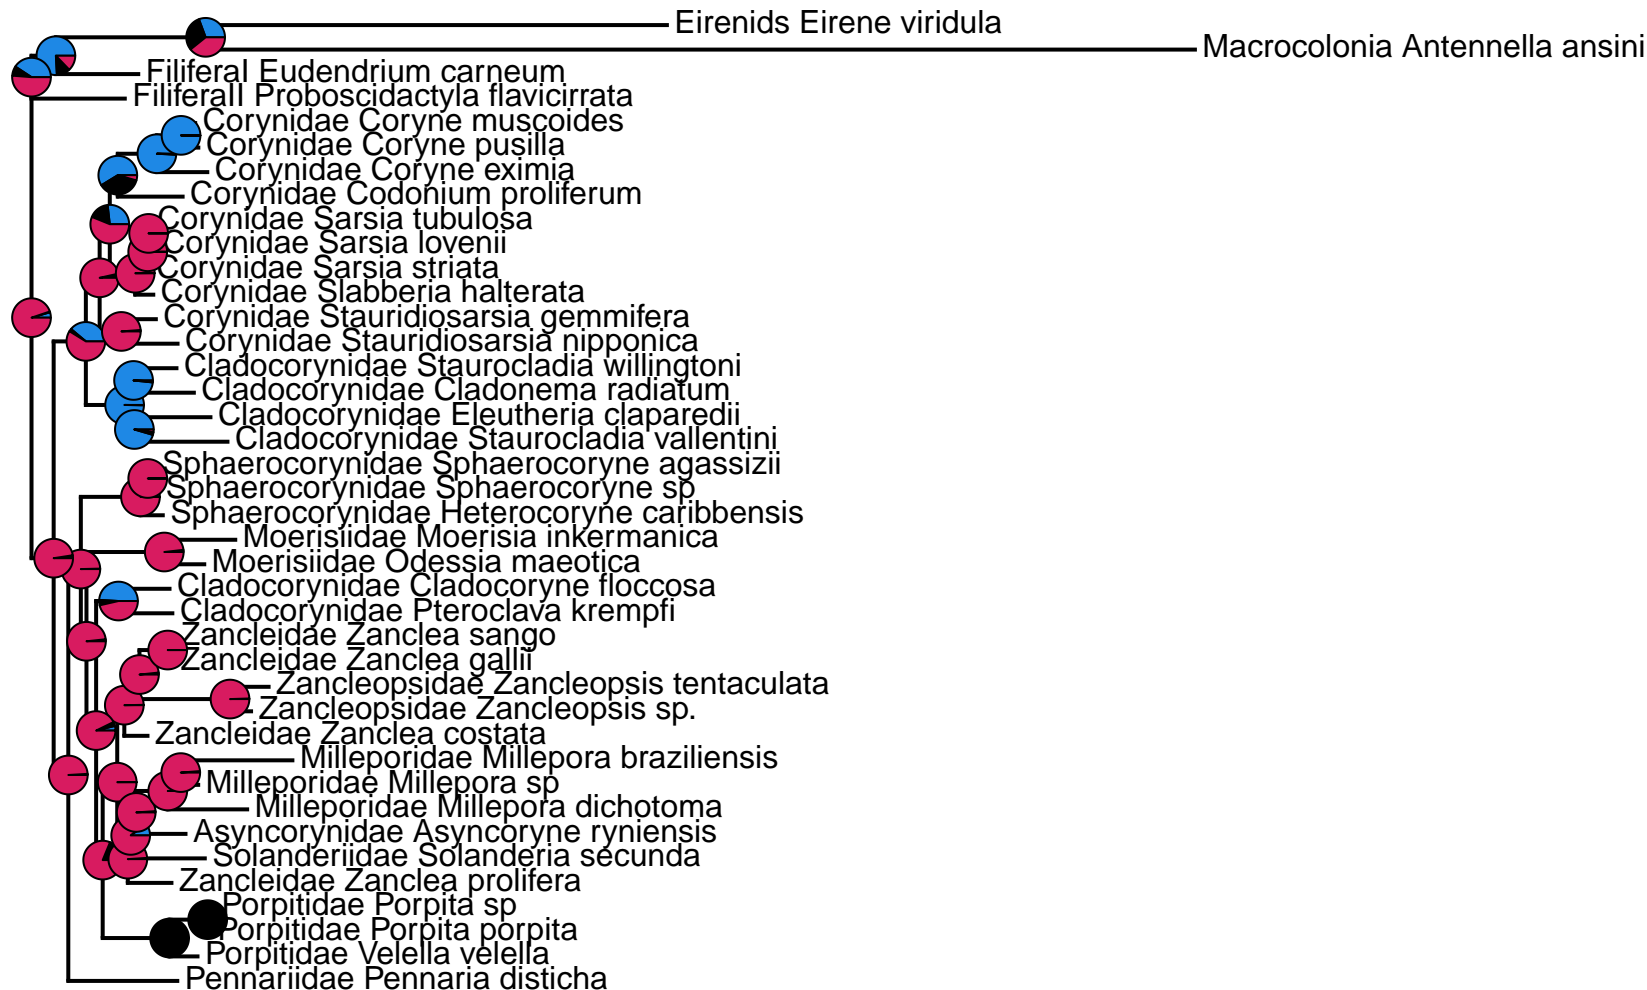 Eirenids Eirene viridula
Macrocolonia Antennella ansini
FiliferaI Eudendrium carneum
FiliferaII Proboscidactyla flavicirrata
Corynidae Coryne muscoides
Corynidae Coryne pusilla
Corynidae Coryne eximia
Corynidae Codonium proliferum
Corynidae Sarsia tubulosa
Corynidae Sarsia lovenii
Corynidae Sarsia striata
Corynidae Slabberia halterata
Corynidae Stauridiosarsia gemmifera
Corynidae Stauridiosarsia nipponica
Cladocorynidae Staurocladia willingtoni
Cladocorynidae Cladonema radiatum
Cladocorynidae Eleutheria claparedii
Cladocorynidae Staurocladia vallentini
Sphaerocorynidae Sphaerocoryne agassizii
Sphaerocorynidae Sphaerocoryne sp
Sphaerocorynidae Heterocoryne caribbensis
Moerisiidae Moerisia inkermanica
Moerisiidae Odessia maeotica
Cladocorynidae Cladocoryne floccosa
Cladocorynidae Pteroclava krempfi
Zancleidae Zanclea sango
Zancleidae Zanclea gallii
Zancleopsidae Zancleopsis tentaculata
Zancleopsidae Zancleopsis sp.
Zancleidae Zanclea costata
Milleporidae Millepora braziliensis
Milleporidae Millepora sp
Milleporidae Millepora dichotoma
Asyncorynidae Asyncoryne ryniensis
Solanderiidae Solanderia secunda
Zancleidae Zanclea prolifera
Porpitidae Porpita sp
Porpitidae Porpita porpita
Porpitidae Velella velella
Pennariidae Pennaria disticha